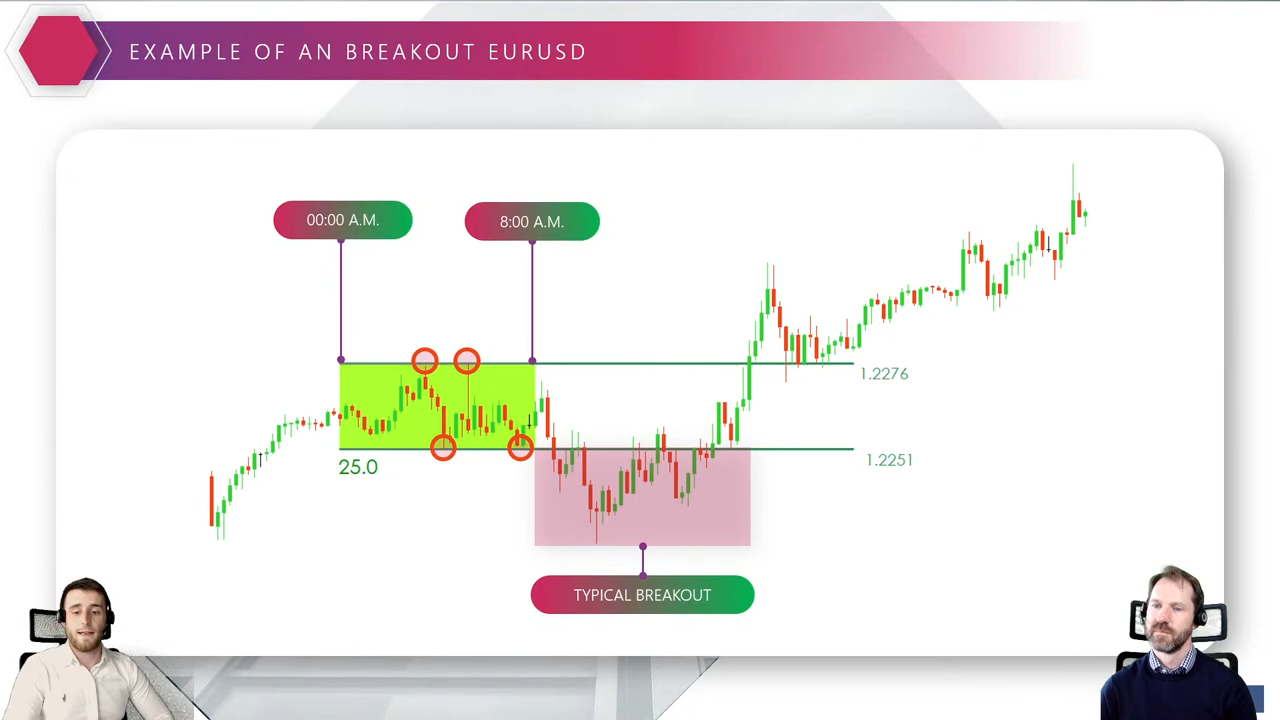 EXAMPLE OF AN BREAKOUT EURUSD
00:00 A.M.
8:00 A.M.
1.2276
1.2251
25.0
TYPICAL BREAKOUT